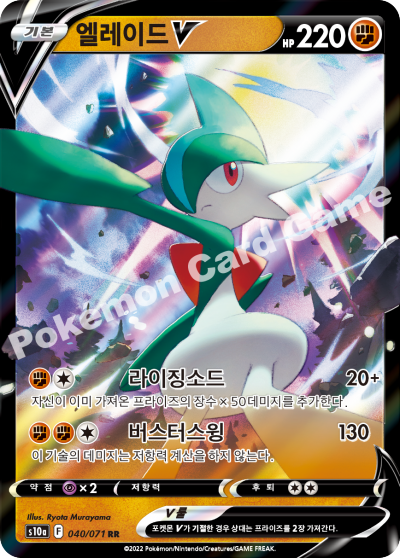 기본 엘레이드 V HP 220
Pokémon Card Game
라이징소드 20+
자신이 이미 가져온 프라이즈의 장수 × 50데미지를 추가한다.
버스터스윙 130
이 기술의 데미지는 저항력 계산을 하지 않는다.
약점 ×2 저항력 후퇴
Illus. Ryota Murayama
V룰
s10a F 040/071 RR
포켓몬 V가 기절한 경우 상대는 프라이즈를 2장 가져간다.
©2022 Pokémon/Nintendo/Creatures/GAME FREAK.